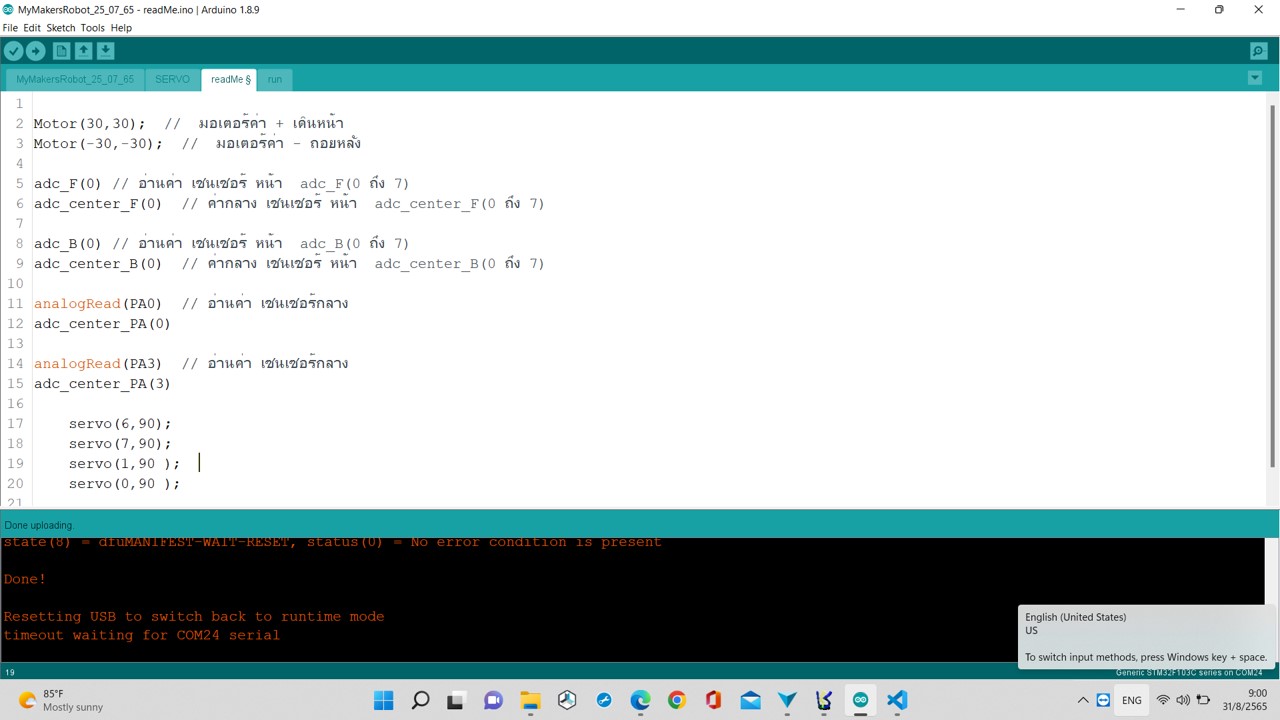 MyMakersRobot_25_07_65 - readMe.ino | Arduino 1.8.9
File Edit Sketch Tools Help
MyMakersRobot_25_07_65 SERVO readMe § run
1
2 Motor(30,30); // มอเตอร์ค่า + เดินหน้า
3 Motor(-30,-30); // มอเตอร์ค่า - ถอยหลัง
4
5 adc_F(0) // อ่านค่า เซนเซอร์ หน้า adc_F(0 ถึง 7)
6 adc_center_F(0) // ค่ากลาง เซนเซอร์ หน้า adc_center_F(0 ถึง 7)
7
8 adc_B(0) // อ่านค่า เซนเซอร์ หน้า adc_B(0 ถึง 7)
9 adc_center_B(0) // ค่ากลาง เซนเซอร์ หน้า adc_center_B(0 ถึง 7)
10
11 analogRead(PA0) // อ่านค่า เซนเซอร์กลาง
12 adc_center_PA(0)
13
14 analogRead(PA3) // อ่านค่า เซนเซอร์กลาง
15 adc_center_PA(3)
16
17 servo(6,90);
18 servo(7,90);
19 servo(1,90 );
20 servo(0,90 );
21
Done uploading.
state(8) = dfuMANIFEST-WAIT-RESET, status(0) = No error condition is present
Done!
Resetting USB to switch back to runtime mode
timeout waiting for COM24 serial
English (United States)
US
To switch input methods, press Windows key + space.
19 Generic STM32F103C series on COM24
85°F
Mostly sunny
ENG
9:00
31/8/2565